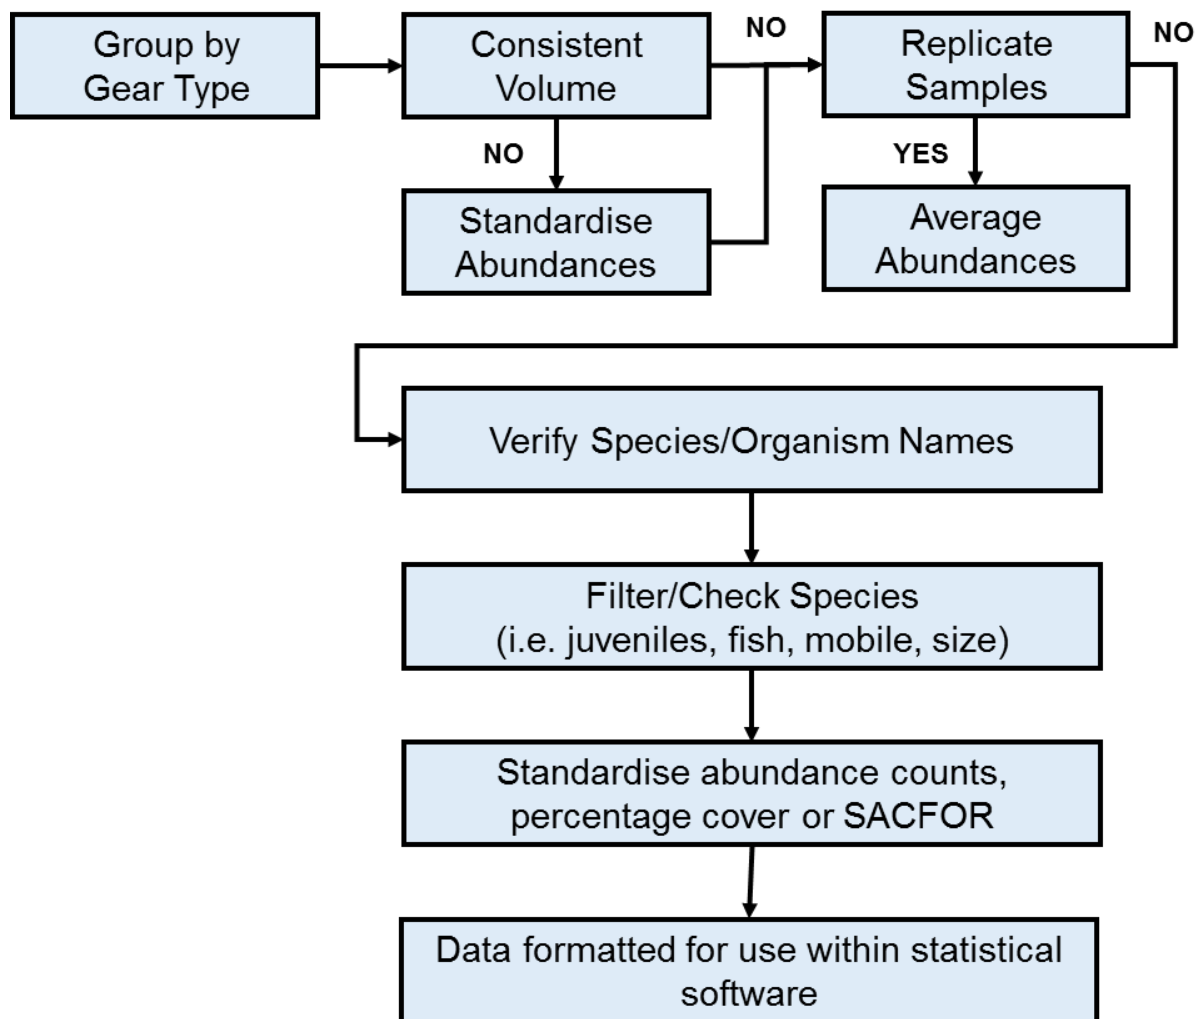 Group by
Gear Type
Consistent
Volume
NO
Replicate
Samples
NO
NO
YES
Standardise
Abundances
Average
Abundances
Verify Species/Organism Names
Filter/Check Species
(i.e. juveniles, fish, mobile, size)
Standardise abundance counts,
percentage cover or SACFOR
Data formatted for use within statistical
software